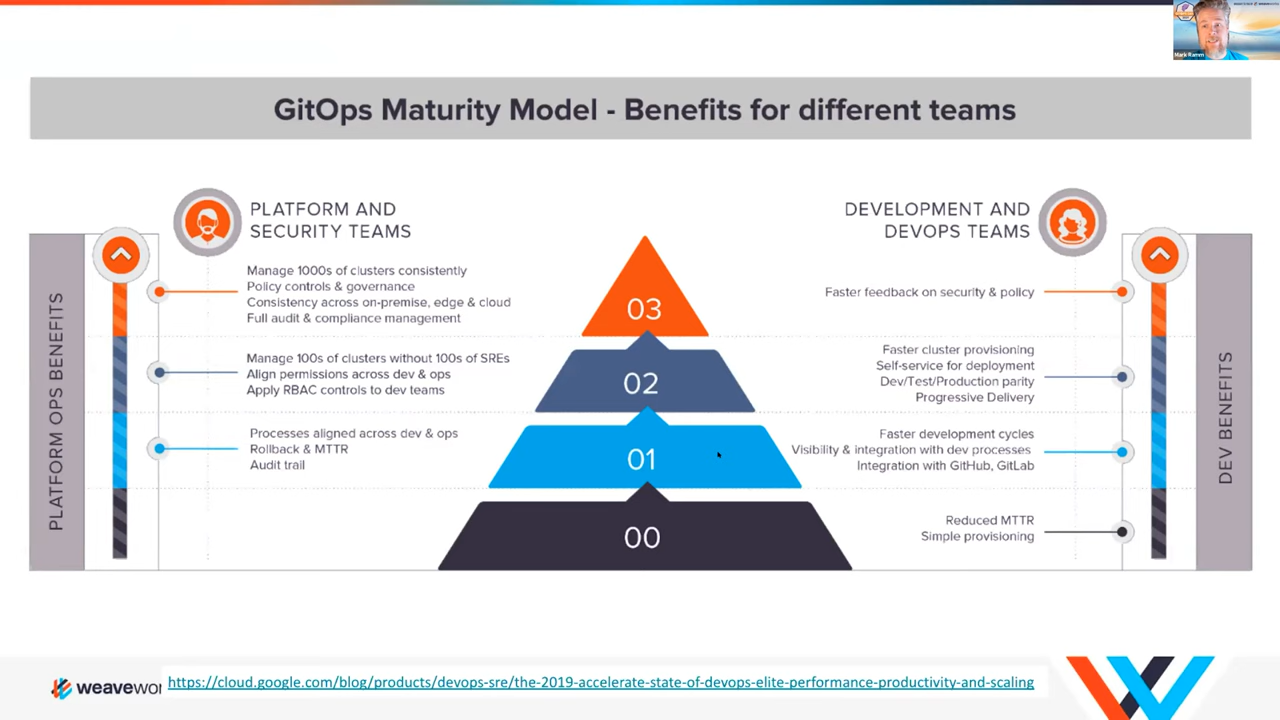 Mark Ramm
GitOps Maturity Model - Benefits for different teams
PLATFORM AND
SECURITY TEAMS
DEVELOPMENT AND
DEVOPS TEAMS
PLATFORM OPS BENEFITS
Manage 1000s of clusters consistently
Policy controls & governance
Consistency across on-premise, edge & cloud
Full audit & compliance management
Manage 100s of clusters without 100s of SREs
Align permissions across dev & ops
Apply RBAC controls to dev teams
Processes aligned across dev & ops
Rollback & MTTR
Audit trail
03
02
01
00
Faster feedback on security & policy
Faster cluster provisioning
Self-service for deployment
Dev/Test/Production parity
Progressive Delivery
Faster development cycles
Visibility & integration with dev processes
Integration with GitHub, GitLab
Reduced MTTR
Simple provisioning
DEV BENEFITS
weavewor
https://cloud.google.com/blog/products/devops-sre/the-2019-accelerate-state-of-devops-elite-performance-productivity-and-scaling